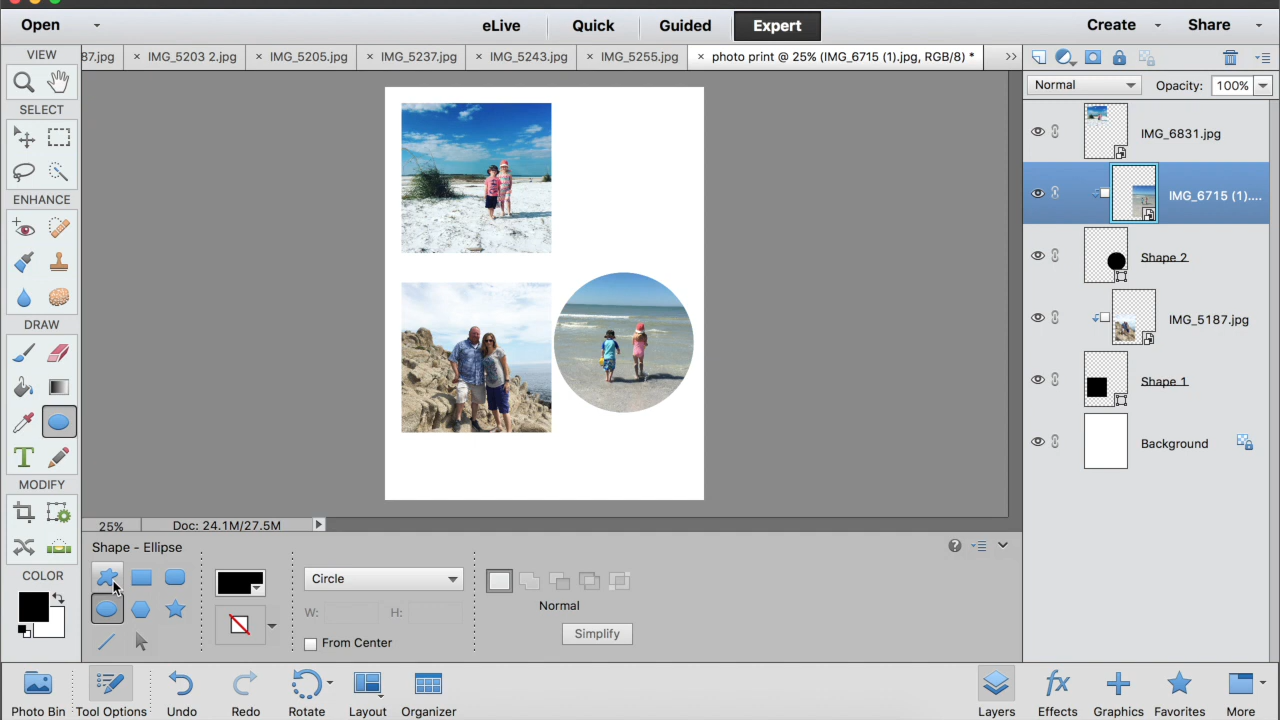 Open eLive Quick Guided Expert Create Share
VIEW
87.jpg × IMG_5203 2.jpg × IMG_5205.jpg × IMG_5237.jpg × IMG_5243.jpg × IMG_5255.jpg × photo print @ 25% (IMG_6715 (1).jpg, RGB/8) * >>
Normal Opacity: 100%
SELECT
IMG_6831.jpg
IMG_6715 (1)....
ENHANCE
Shape 2
DRAW
IMG_5187.jpg
Shape 1
Background
T
MODIFY
25% Doc: 24.1M/27.5M
Shape - Ellipse
COLOR
Circle
W: H:
Normal
From Center
Simplify
Photo Bin Tool Options Undo Redo Rotate Layout Organizer Layers Effects Graphics Favorites More